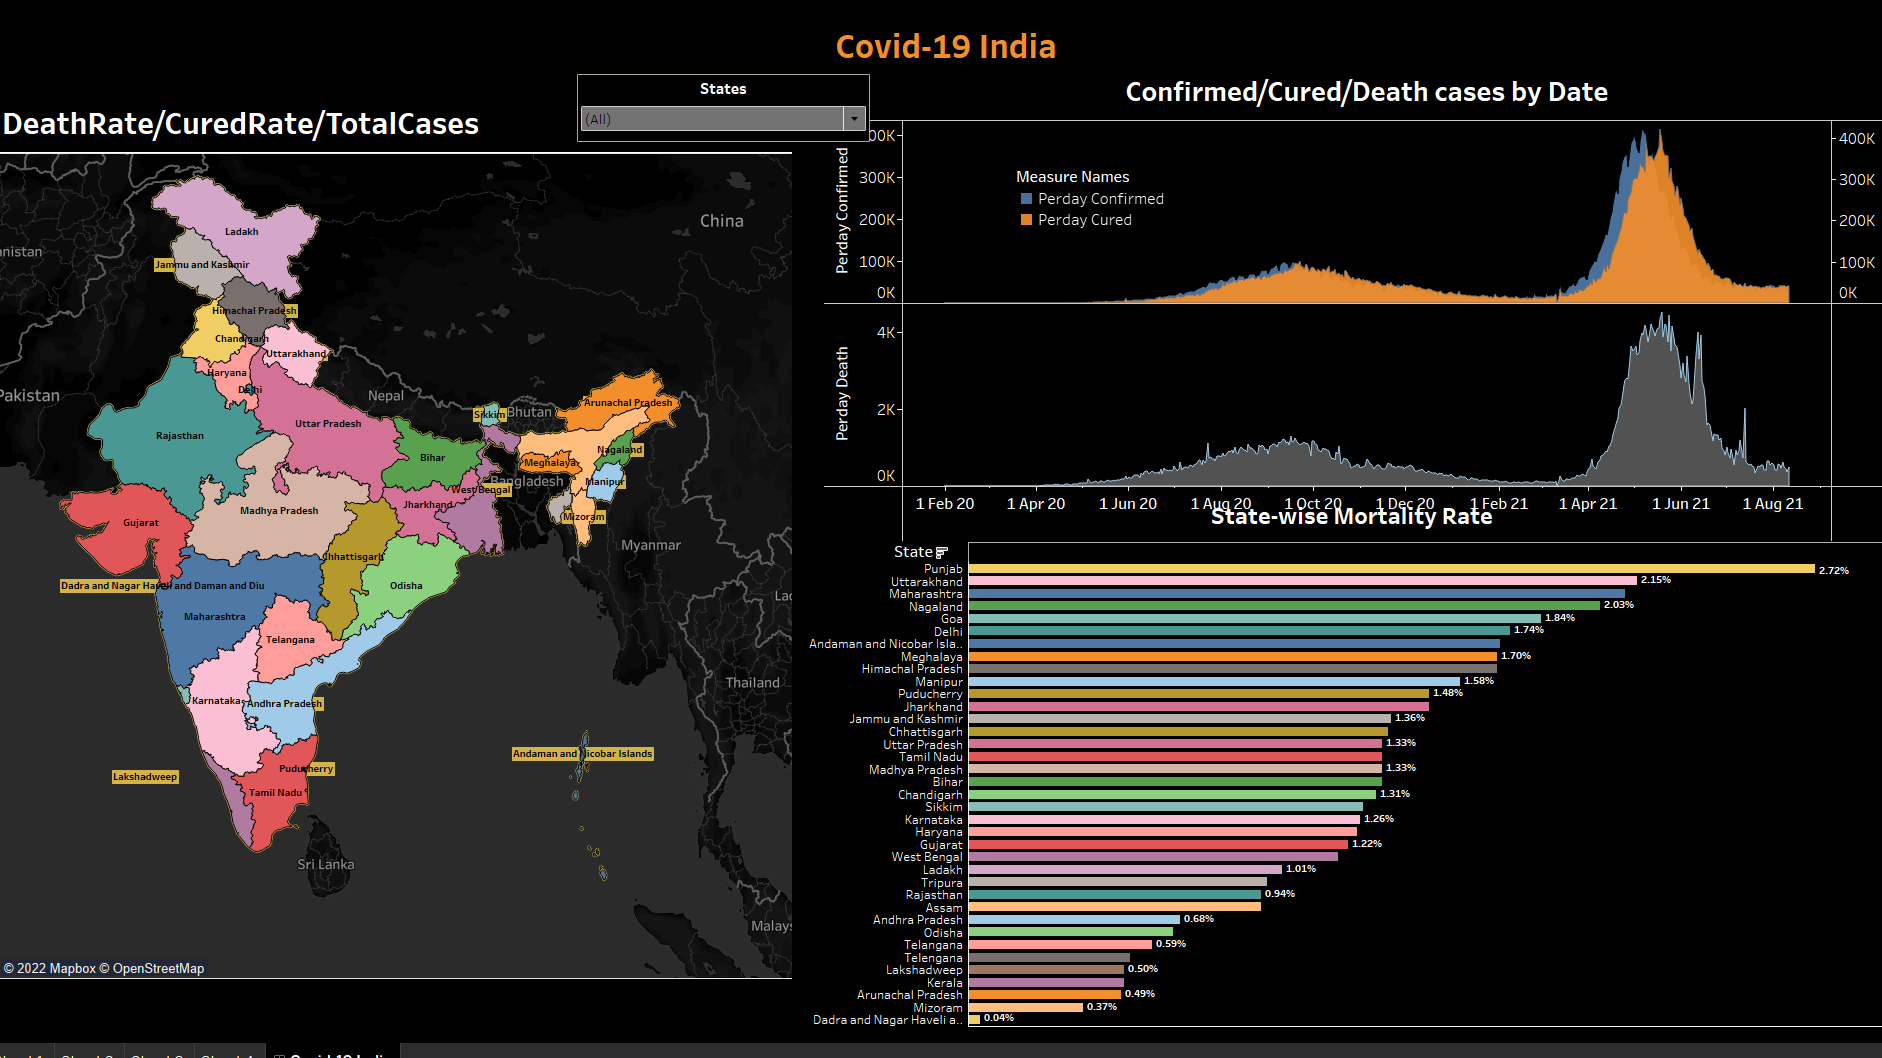 Covid-19 India
States
(All)
DeathRate/CuredRate/TotalCases
Confirmed/Cured/Death cases by Date
China
Pakistan
Nepal
Bhutan
Bangladesh
Myanmar
Thailand
Sri Lanka
Ladakh
Jammu and Kashmir
Himachal Pradesh
Chandigarh
Uttarakhand
Haryana
Delhi
Rajasthan
Uttar Pradesh
Sikkim
Arunachal Pradesh
Bihar
Nagaland
Meghalaya
Manipur
West Bengal
Jharkhand
Mizoram
Gujarat
Madhya Pradesh
Chhattisgarh
Odisha
Dadra and Nagar Haveli and Daman and Diu
Maharashtra
Telangana
Karnataka
Andhra Pradesh
Andaman and Nicobar Islands
Lakshadweep
Puducherry
Tamil Nadu
© 2022 Mapbox © OpenStreetMap
Perday Confirmed
300K
200K
100K
0K
Measure Names
Perday Confirmed
Perday Cured
400K
300K
200K
100K
0K
Perday Death
4K
2K
0K
1 Feb 20 1 Apr 20 1 Jun 20 1 Aug 20 1 Oct 20 1 Dec 20 1 Feb 21 1 Apr 21 1 Jun 21 1 Aug 21
State-wise Mortality Rate
State
Punjab 2.72%
Uttarakhand 2.15%
Maharashtra
Nagaland 2.03%
Goa 1.84%
Delhi 1.74%
Andaman and Nicobar Isla..
Meghalaya 1.70%
Himachal Pradesh
Manipur 1.58%
Puducherry 1.48%
Jharkhand
Jammu and Kashmir 1.36%
Chhattisgarh
Uttar Pradesh 1.33%
Tamil Nadu
Madhya Pradesh 1.33%
Bihar
Chandigarh 1.31%
Sikkim
Karnataka 1.26%
Haryana
Gujarat 1.22%
West Bengal
Ladakh 1.01%
Tripura
Rajasthan 0.94%
Assam
Andhra Pradesh 0.68%
Odisha
Telangana 0.59%
Telengana
Lakshadweep 0.50%
Kerala
Arunachal Pradesh 0.49%
Mizoram 0.37%
Dadra and Nagar Haveli a.. 0.04%